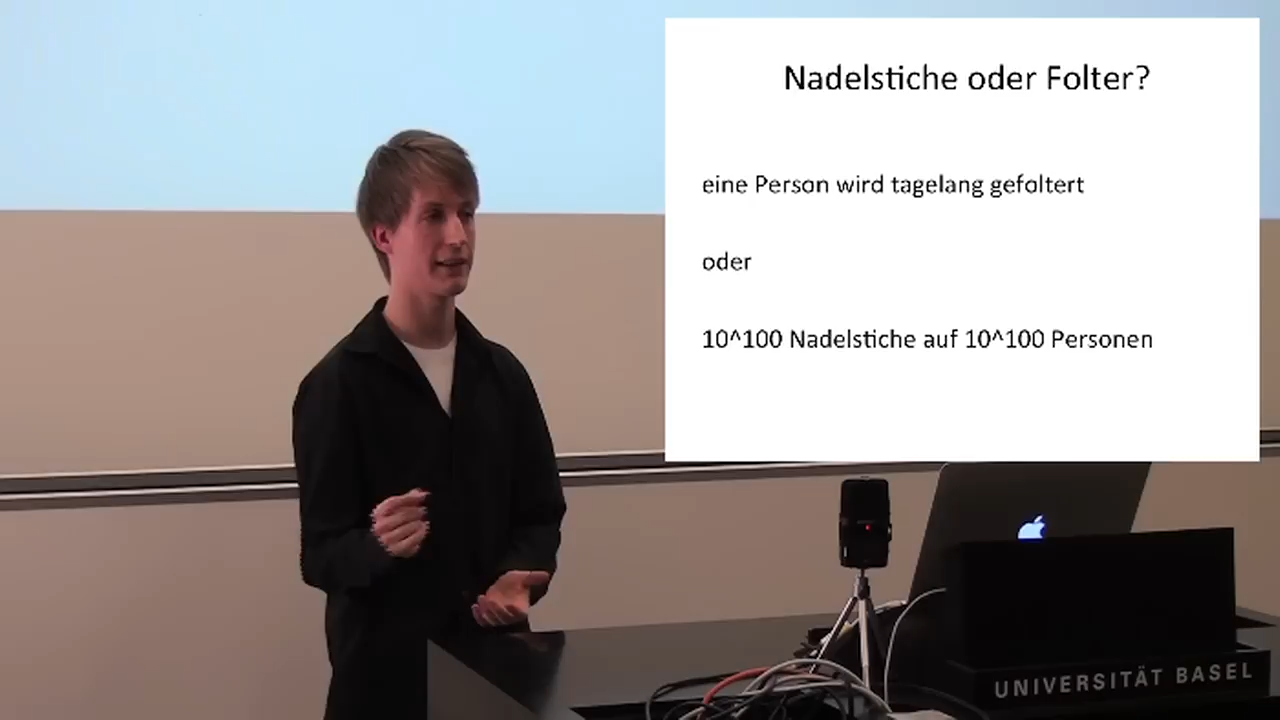 Nadelstiche oder Folter?
eine Person wird tagelang gefoltert
oder
10^100 Nadelstiche auf 10^100 Personen
UNIVERSITÄT BASEL